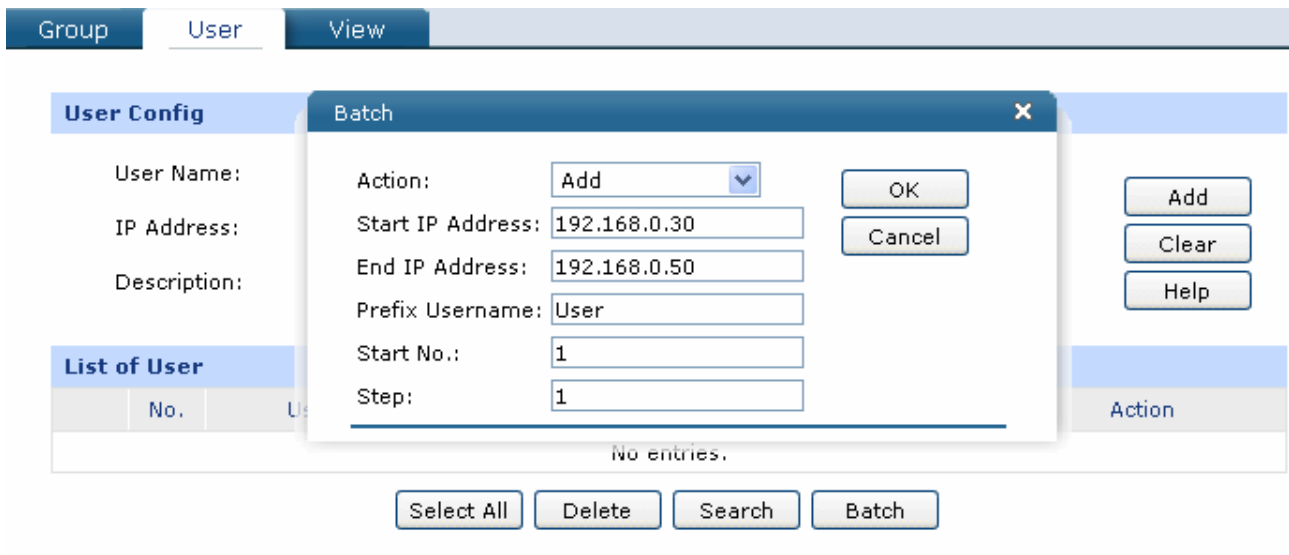 Group User View
User Config
Batch
User Name:
IP Address:
Description:
Action: Add
Start IP Address: 192.168.0.30
End IP Address: 192.168.0.50
Prefix Username: User
Start No.: 1
Step: 1
OK
Cancel
Add
Clear
Help
List of User
No. Action
No entries.
Select All Delete Search Batch